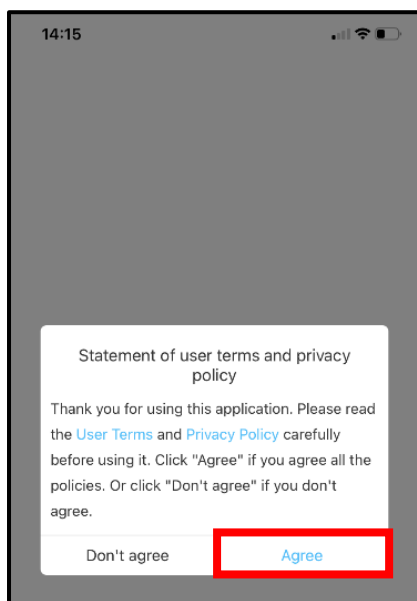 14:15
Statement of user terms and privacy
policy
Thank you for using this application. Please read
the User Terms and Privacy Policy carefully
before using it. Click "Agree" if you agree all the
policies. Or click "Don't agree" if you don't
agree.
Don't agree Agree